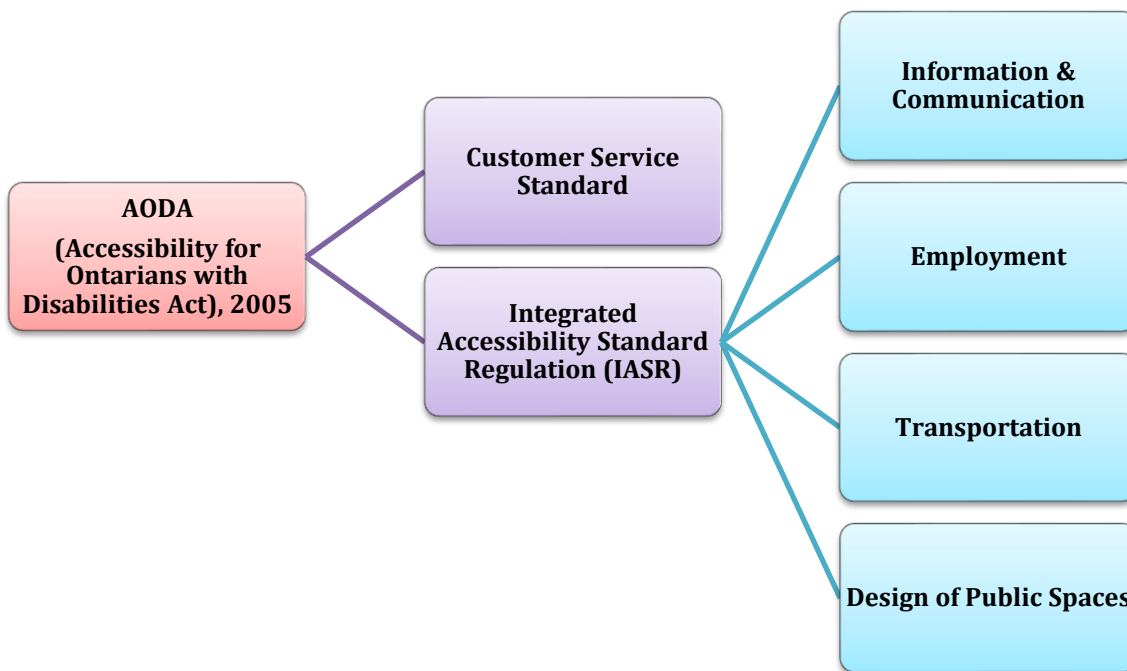 AODA
(Accessibility for
Ontarians with
Disabilities Act), 2005
Customer Service
Standard
Integrated
Accessibility Standard
Regulation (IASR)
Information &
Communication
Employment
Transportation
Design of Public Spaces